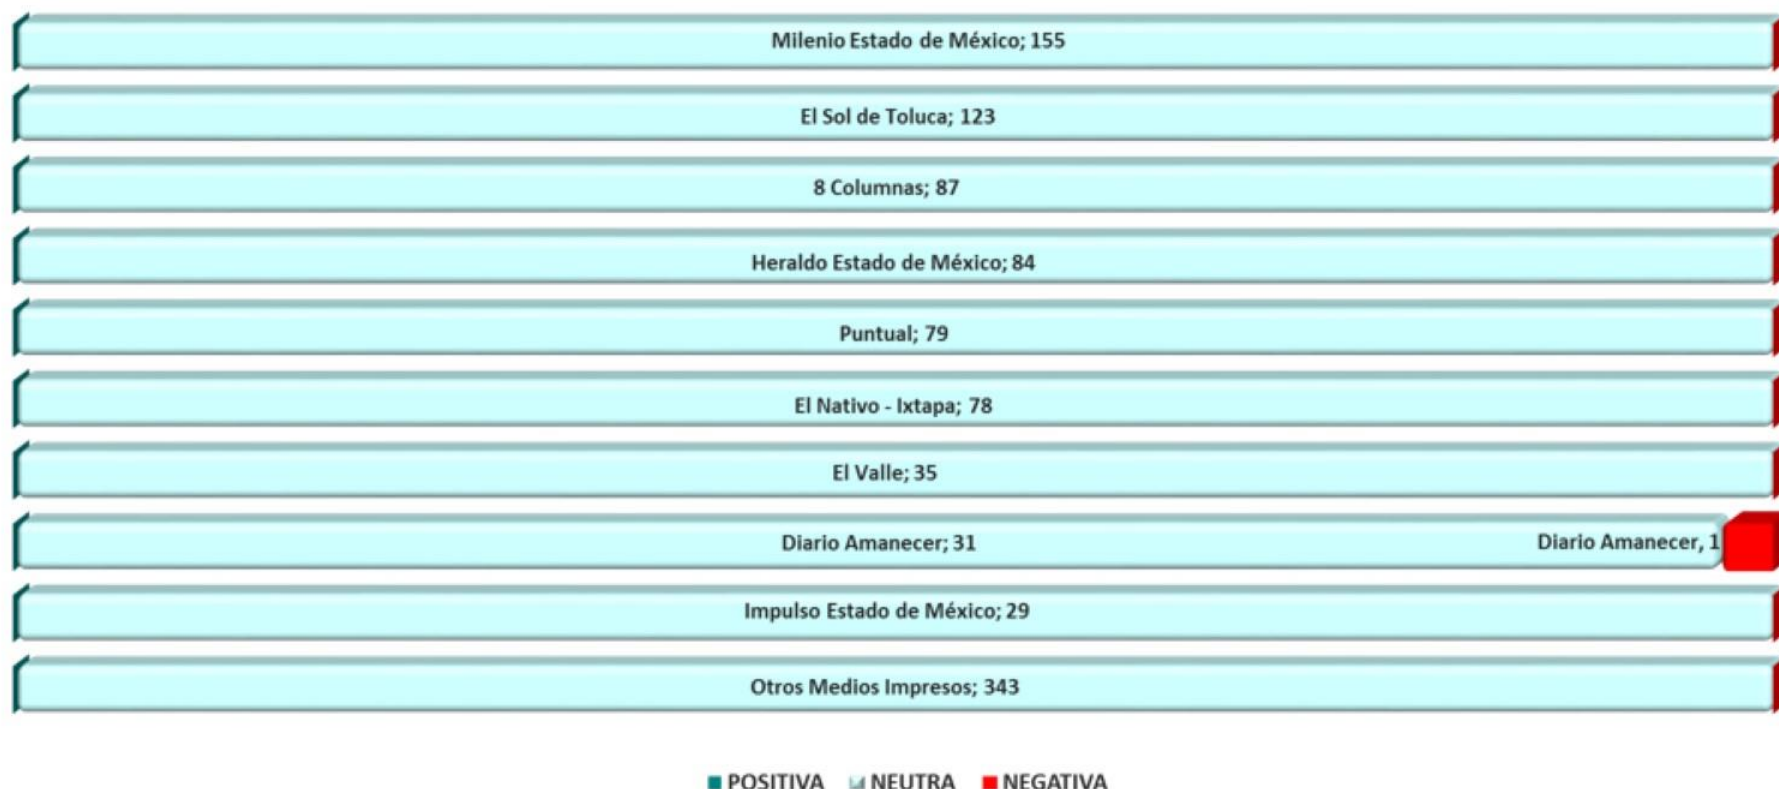 Milenio Estado de México; 155
El Sol de Toluca; 123
8 Columnas; 87
Heraldo Estado de México; 84
Puntual; 79
El Nativo - Ixtapa; 78
El Valle; 35
Diario Amanecer; 31 Diario Amanecer, 1
Impulso Estado de México; 29
Otros Medios Impresos; 343
POSITIVA NEUTRA NEGATIVA